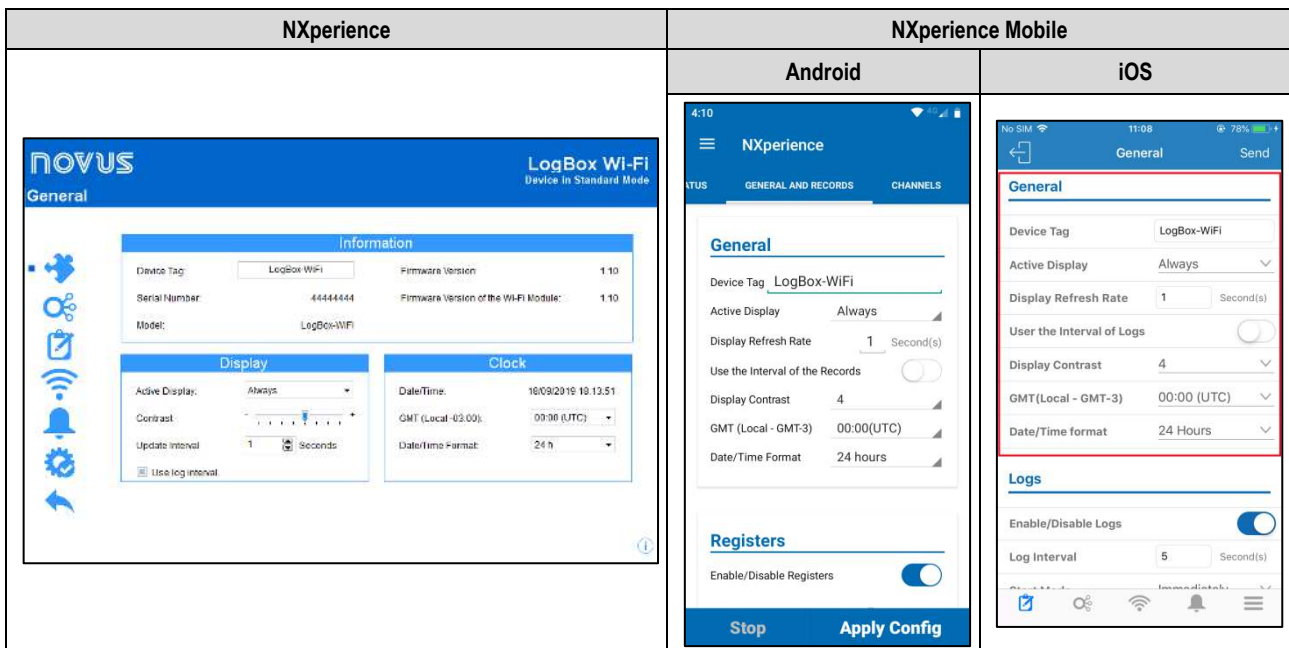 NXperience
NXperience Mobile
Android
iOS
novus
LogBox Wi-Fi
Device in Standard Mode
General
Information
Device Tag:
LogBox-WiFi
Firmware Version:
1.10
Serial Number:
44444444
Firmware Version of the Wi-Fi Module:
1.10
Model:
LogBox-WiFi
Display
Active Display:
Always
Contrast
- +
Update Interval
1
Seconds
Use log interval.
Clock
Date/Time:
18/09/2019 18:13:51
GMT (Local -03:00):
00:00 (UTC)
Date/Time Format:
24 h
4:10
4G
NXperience
ATUS
GENERAL AND RECORDS
CHANNELS
General
Device Tag LogBox-WiFi
Active Display Always
Display Refresh Rate 1 Second(s)
Use the Interval of the Records
Display Contrast 4
GMT (Local - GMT-3) 00:00(UTC)
Date/Time Format 24 hours
Registers
Enable/Disable Registers
Stop
Apply Config
No SIM 11:08 78%
General Send
General
Device Tag LogBox-WiFi
Active Display Always
Display Refresh Rate 1 Second(s)
User the Interval of Logs
Display Contrast 4
GMT(Local - GMT-3) 00:00 (UTC)
Date/Time format 24 Hours
Logs
Enable/Disable Logs
Log Interval 5 Second(s)